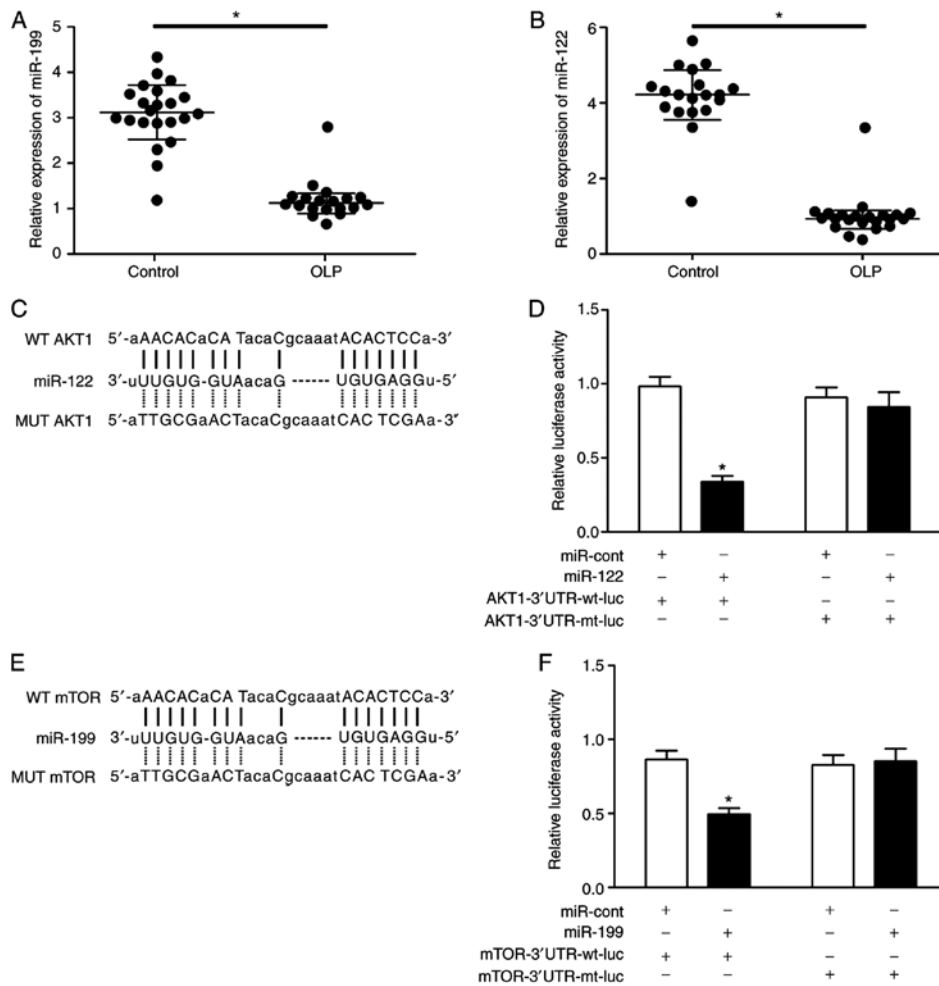 A
*
Relative expression of miR-199
5
4
3
2
1
0
Control
OLP
B
*
Relative expression of miR-122
6
4
2
0
Control
OLP
C
WT AKT1 5′-aAACACaCA TacaCgcaaatACACTCCa-3′
miR-122 3′-uUUGUG-GUAacaG ------ UGUGAGGu-5′
MUT AKT1 5′-aTTGCGaACTacaCgcaaatCAC TCGAa-3′
D
Relative luciferase activity
1.5
1.0
0.5
0.0
*
miR-cont + – + –
miR-122 – + – +
AKT1-3′UTR-wt-luc + + – –
AKT1-3′UTR-mt-luc – – + +
E
WT mTOR 5′-aAACACaCA TacaCgcaaatACACTCCa-3′
miR-199 3′-uUUGUG-GUAacaG ------ UGUGAGGu-5′
MUT mTOR 5′-aTTGCGaACTacaCgcaaatCAC TCGAa-3′
F
Relative luciferase activity
1.5
1.0
0.5
0.0
*
miR-cont + – + –
miR-199 – + – +
mTOR-3′UTR-wt-luc + + – –
mTOR-3′UTR-mt-luc – – + +